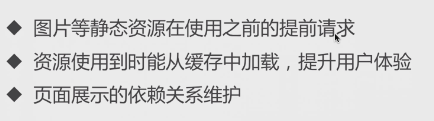 ◆ 图片等静态资源在使用之前的提前请求
◆ 资源使用到时能从缓存中加载，提升用户体验
◆ 页面展示的依赖关系维护